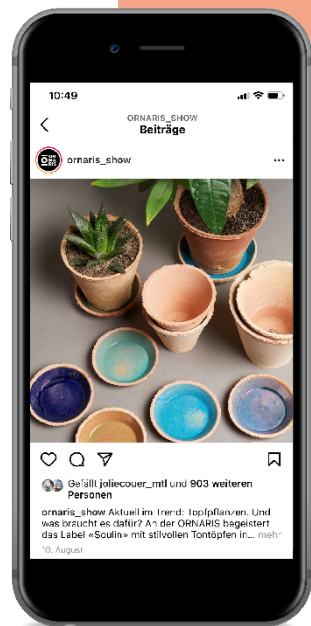 10:49
ORNARIS_SHOW
Beiträge
ornaris_show
Gefällt joliecouer_mtl und 903 weiteren
Personen
ornaris_show Aktuell im Trend: Topfpflanzen. Und
was braucht es dafür? An der ORNARIS begeistert
das Label «Soulin» mit stilvollen Tontöpfen in... mehr
10. August